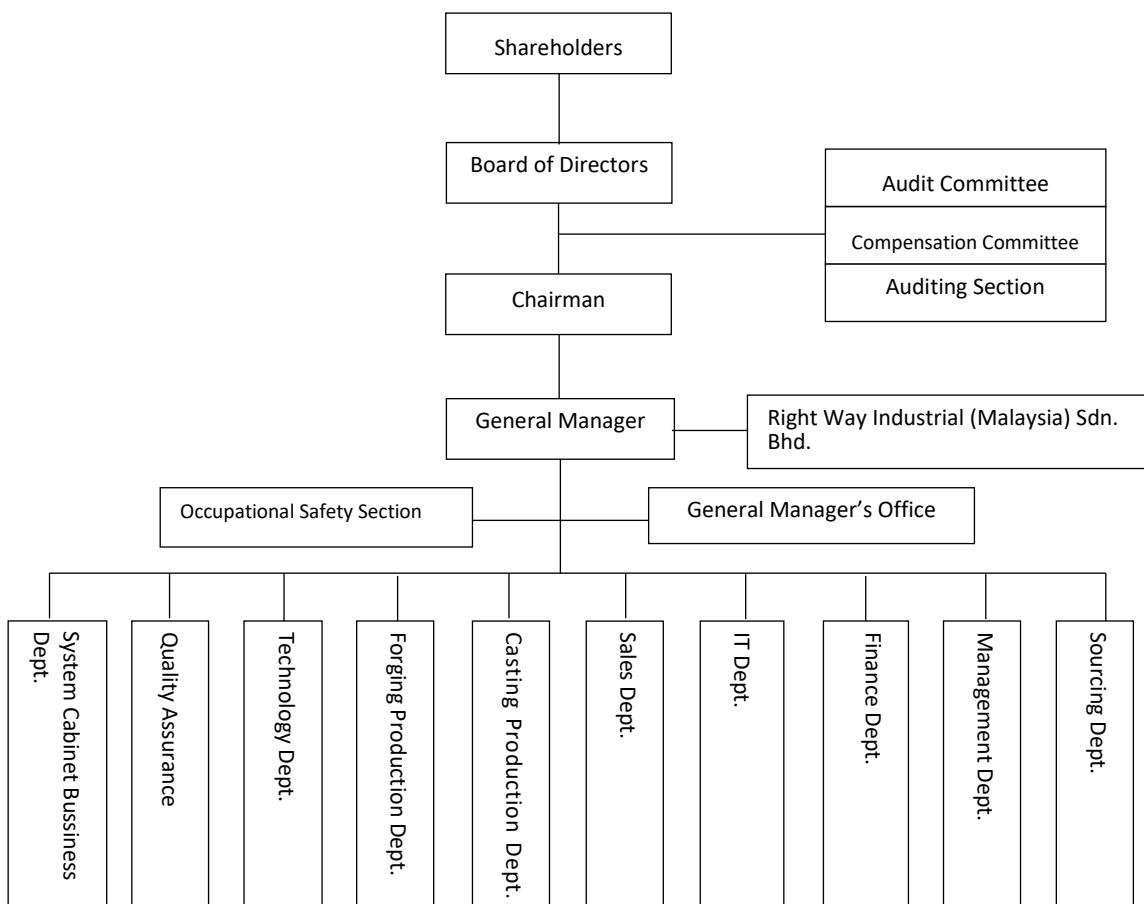 Shareholders
Board of Directors
Audit Committee
Compensation Committee
Auditing Section
Chairman
General Manager
Right Way Industrial (Malaysia) Sdn.
Bhd.
Occupational Safety Section
General Manager’s Office
System Cabinet Bussiness
Dept.
Quality Assurance
Technology Dept.
Forging Production Dept.
Casting Production Dept.
Sales Dept.
IT Dept.
Finance Dept.
Management Dept.
Sourcing Dept.